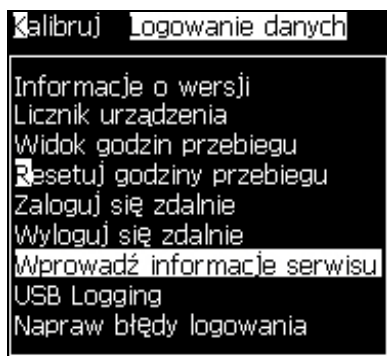 Kalibruj Logowanie danych
Informacje o wersji
Licznik urządzenia
Widok godzin przebiegu
Resetuj godziny przebiegu
Zaloguj się zdalnie
Wyloguj się zdalnie
Wprowadź informacje serwisu
USB Logging
Napraw błędy logowania